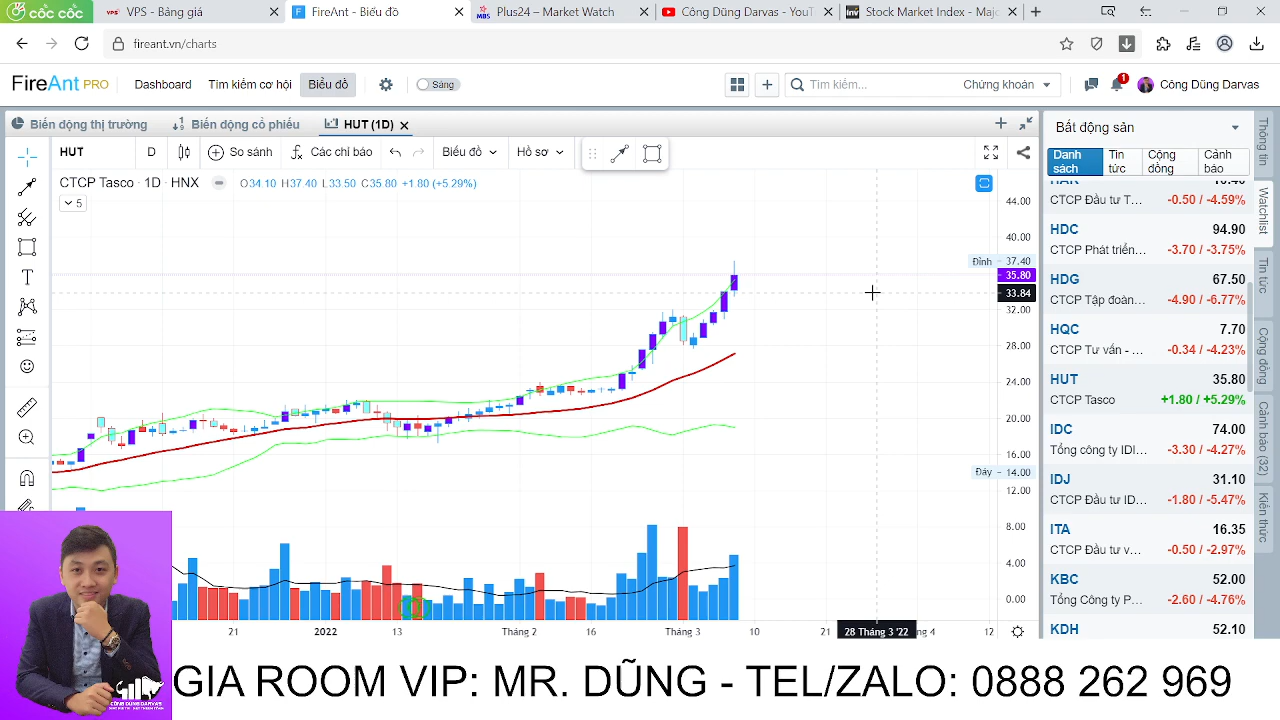 cốc cốc
VPS - Bảng giá
FireAnt - Biểu đồ
Plus24 – Market Watch
Công Dũng Darvas - YouT
Stock Market Index - Majo
fireant.vn/charts
FireAnt PRO
Dashboard
Tìm kiếm cơ hội
Biểu đồ
Sáng
Tìm kiếm...
Chứng khoán
1
Công Dũng Darvas
Biến động thị trường
Biến động cổ phiếu
HUT (1D)
HUT
D
So sánh
Các chỉ báo
Biểu đồ
Hồ sơ
CTCP Tasco · 1D · HNX
O34.10 H37.40 L33.50 C35.80 +1.80 (+5.29%)
5
44.00
40.00
Đỉnh 37.40
35.80
33.84
32.00
28.00
24.00
20.00
16.00
Đáy 14.00
12.00
8.00
4.00
0.00
21
2022
13
Tháng 2
16
Tháng 3
10
21
28 Tháng 3 '22
ng 4
12
Bất động sản
Danh sách
Tin tức
Cộng đồng
Cảnh báo
CTCP Đầu tư T... -0.50 / -4.59%
HDC 94.90
CTCP Phát triển... -3.70 / -3.75%
HDG 67.50
CTCP Tập đoàn... -4.90 / -6.77%
HQC 7.70
CTCP Tư vấn - ... -0.34 / -4.23%
HUT 35.80
CTCP Tasco +1.80 / +5.29%
IDC 74.00
Tổng công ty IDI... -3.30 / -4.27%
IDJ 31.10
CTCP Đầu tư ID... -1.80 / -5.47%
ITA 16.35
CTCP Đầu tư v... -0.50 / -2.97%
KBC 52.00
Tổng Công ty P... -2.60 / -4.76%
KDH 52.10
Thông tin
Watchlist
Tin tức
Cộng đồng
Cảnh báo (32)
Kiến thức
CÔNG DŨNG DARVAS
GIA ROOM VIP: MR. DŨNG - TEL/ZALO: 0888 262 969